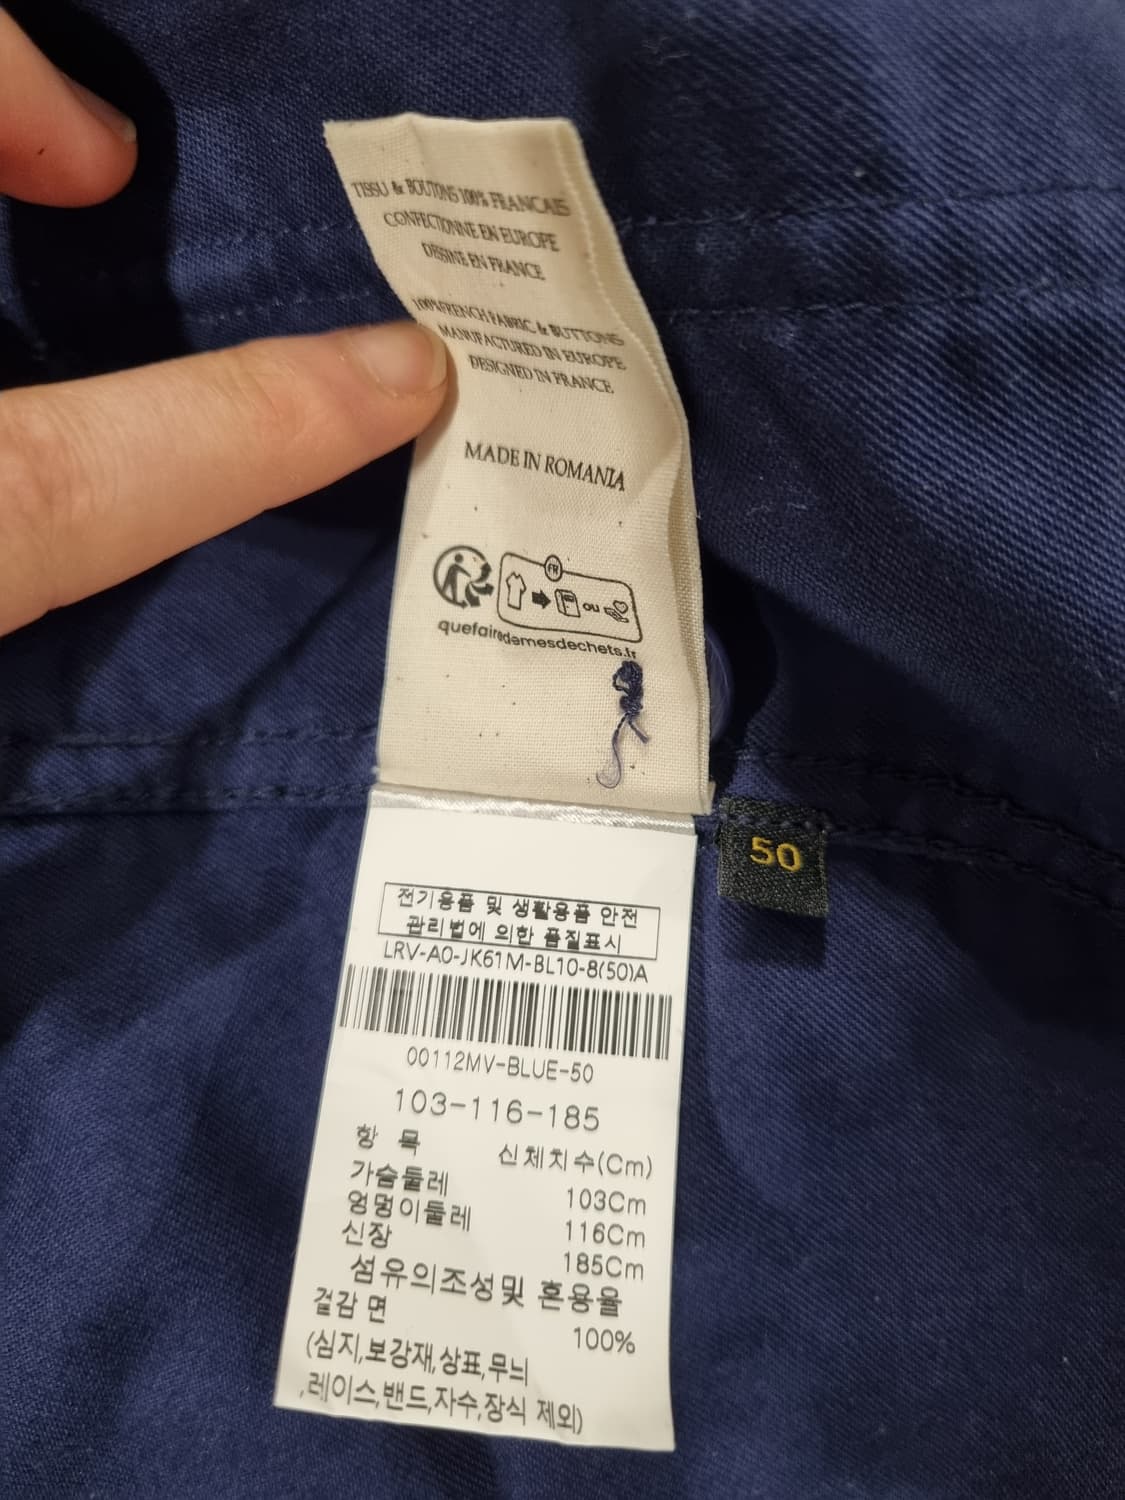 TISSU & BOUTONS 100% FRANCAIS
CONFECTIONNE EN EUROPE
DESSINE EN FRANCE
100% FRENCH FABRIC & BUTTONS
MANUFACTURED IN EUROPE
DESIGNED IN FRANCE
MADE IN ROMANIA
FR
OU
quefairedemesdechets.fr
50
전기용품 및 생활용품 안전
관리법에 의한 품질표시
LRV-A0-JK61M-BL10-8(50)A
00112MV-BLUE-50
103-116-185
항 목 신체치수(Cm)
가슴둘레 103Cm
엉덩이둘레 116Cm
신장 185Cm
섬유의조성및 혼용율
겉감 면 100%
(심지,보강재,상표,무늬
,레이스,밴드,자수,장식 제외)